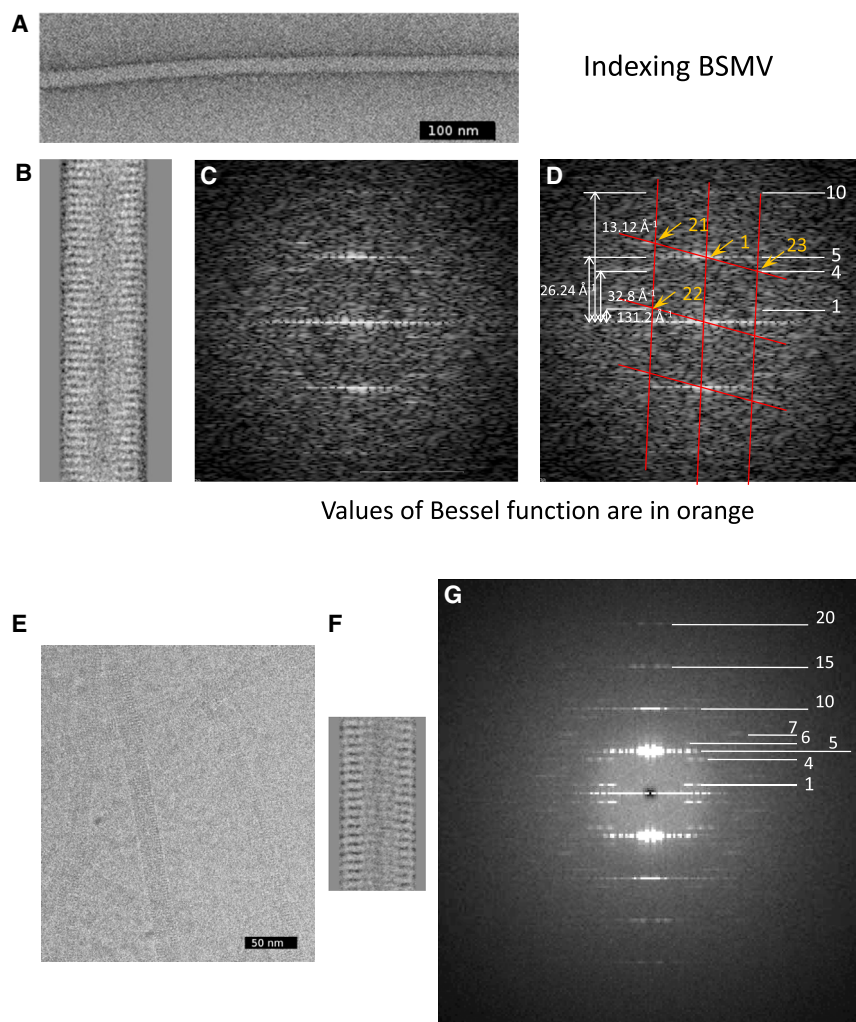 A
100 nm
Indexing BSMV
B
C
D
10
13.12 Å-1
21
1
23
5
4
26.24 Å-1
32.8 Å-1
22
131.2 Å-1
1
Values of Bessel function are in orange
E
50 nm
F
G
20
15
10
7
6
5
4
1